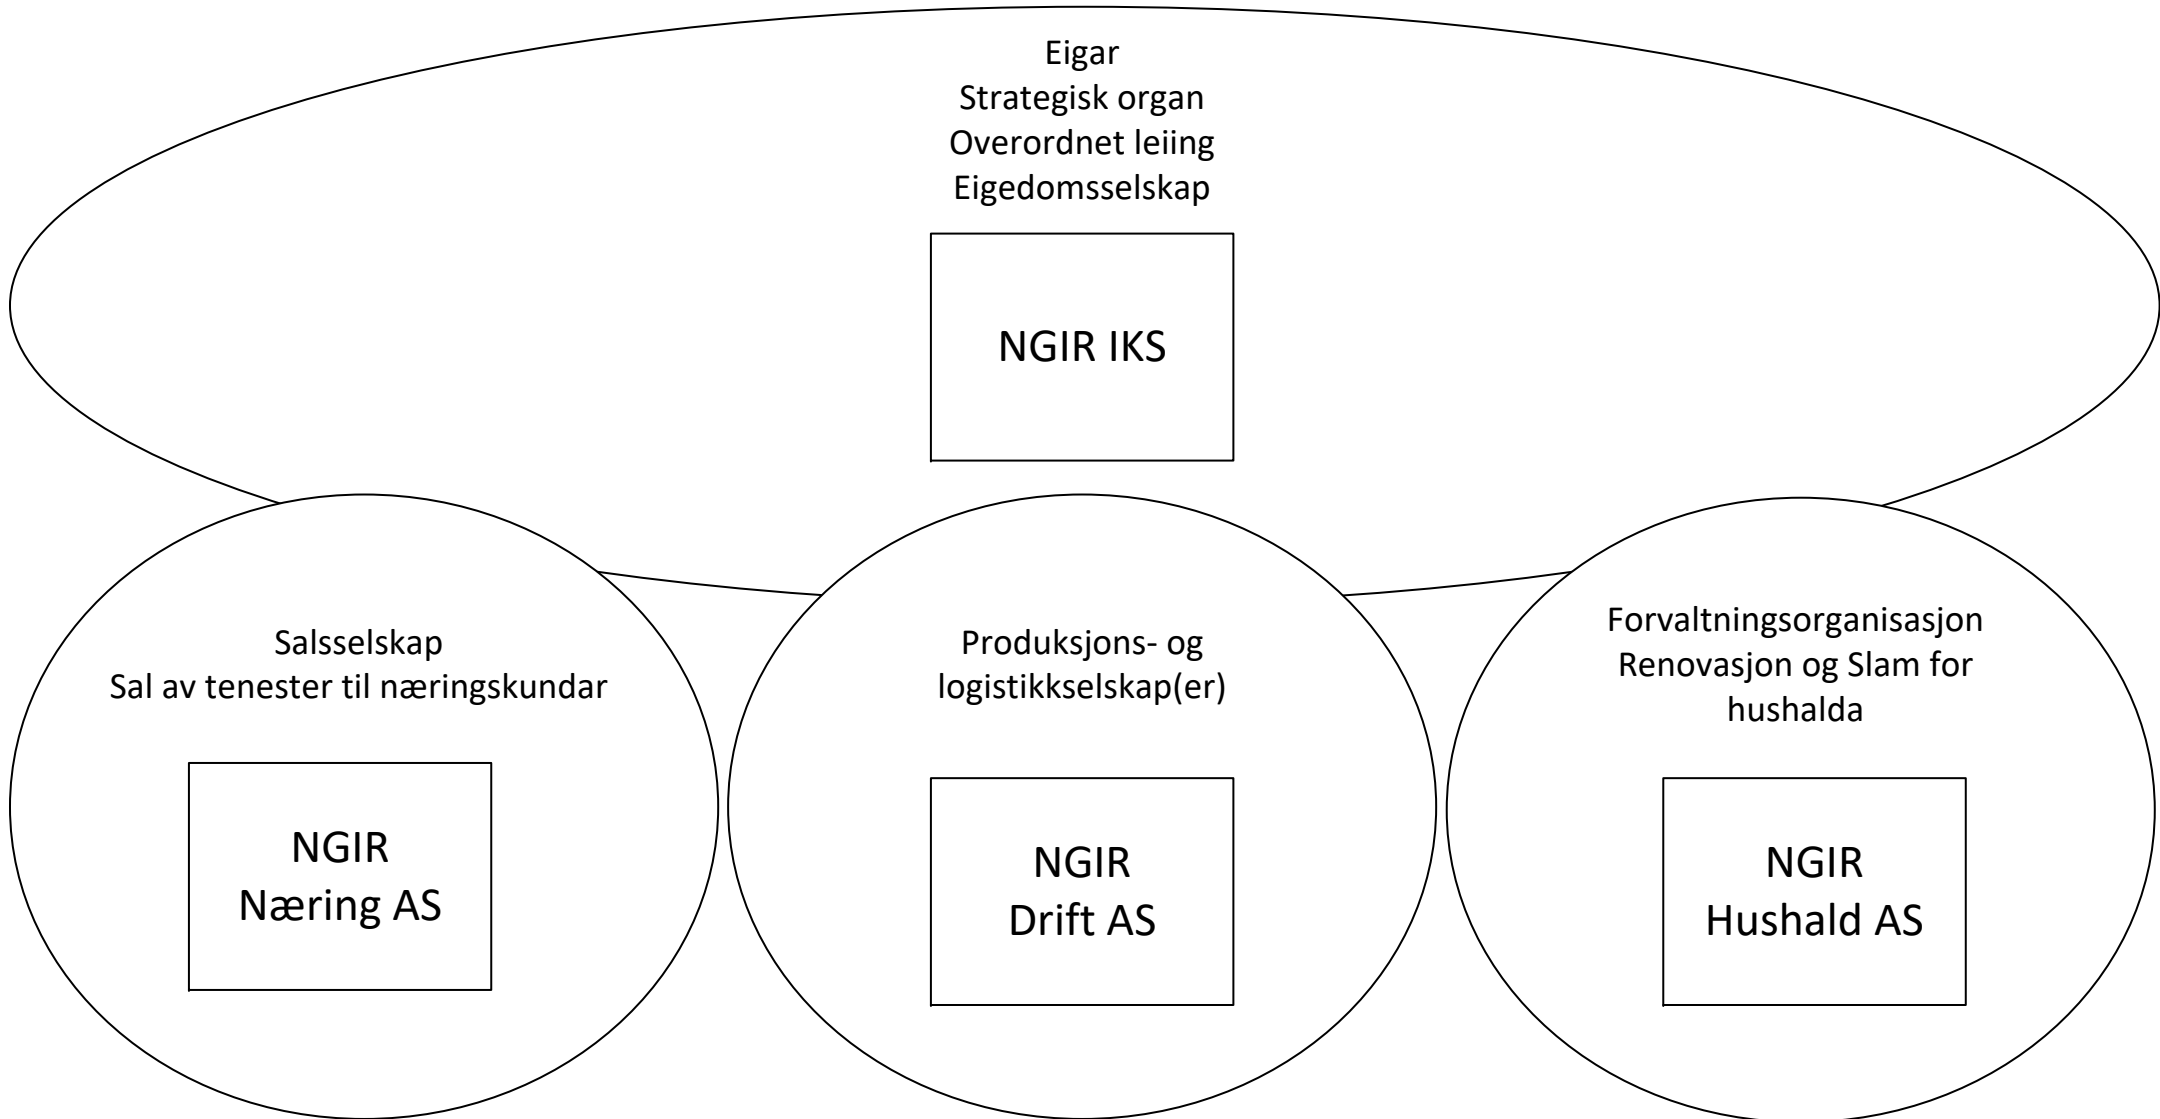 Eigar
Strategisk organ
Overordnet leiing
Eigedomsselskap
NGIR IKS
Salsselskap
Sal av tenester til næringskundar
NGIR
Næring AS
Produksjons- og
logistikkselskap(er)
NGIR
Drift AS
Forvaltningsorganisasjon
Renovasjon og Slam for
hushalda
NGIR
Hushald AS